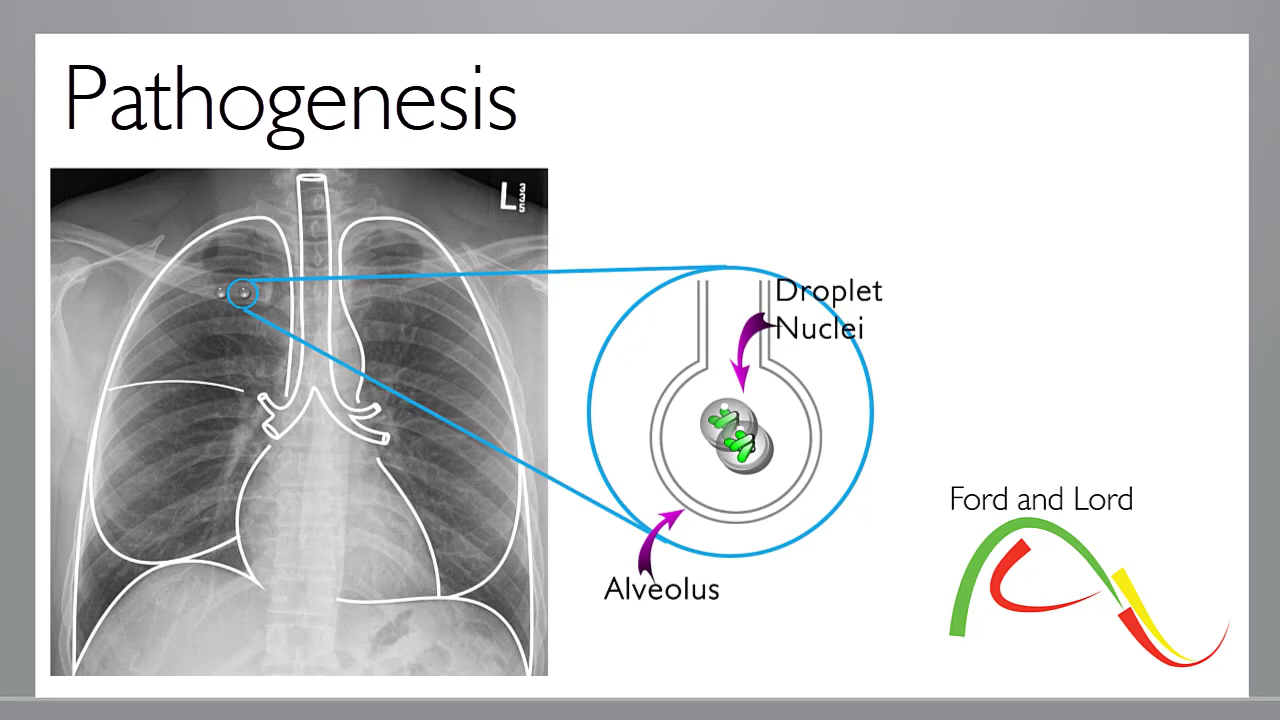 Pathogenesis
L
Droplet
Nuclei
Alveolus
Ford and Lord